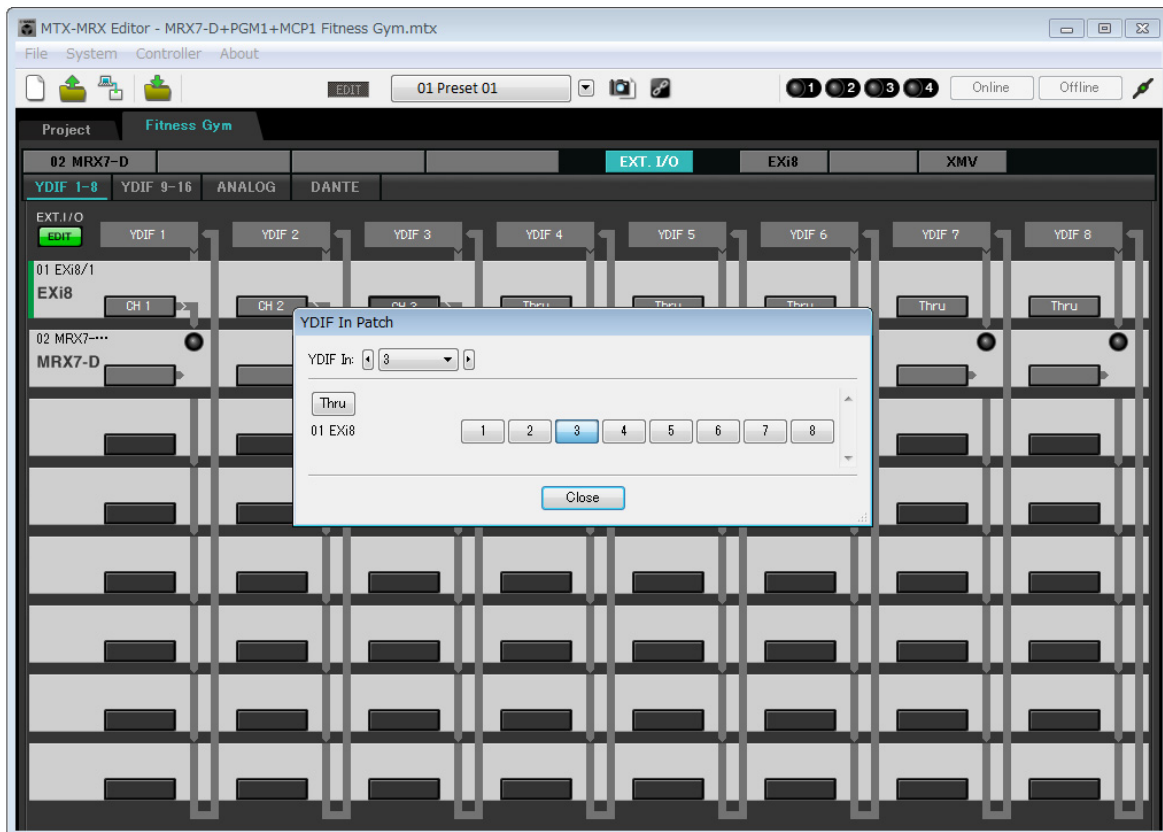 MTX-MRX Editor - MRX7-D+PGM1+MCP1 Fitness Gym.mtx
File System Controller About
EDIT 01 Preset 01 1 2 3 4 Online Offline
Project Fitness Gym
02 MRX7-D EXT. I/O EXi8 XMV
YDIF 1-8 YDIF 9-16 ANALOG DANTE
EXT.I/O
EDIT YDIF 1 YDIF 2 YDIF 3 YDIF 4 YDIF 5 YDIF 6 YDIF 7 YDIF 8
01 EXi8/1
EXi8
CH 1 CH 2 CH 3 Thru Thru Thru Thru Thru
YDIF In Patch
02 MRX7-···
MRX7-D
YDIF In: 3
Thru
01 EXi8 1 2 3 4 5 6 7 8
Close